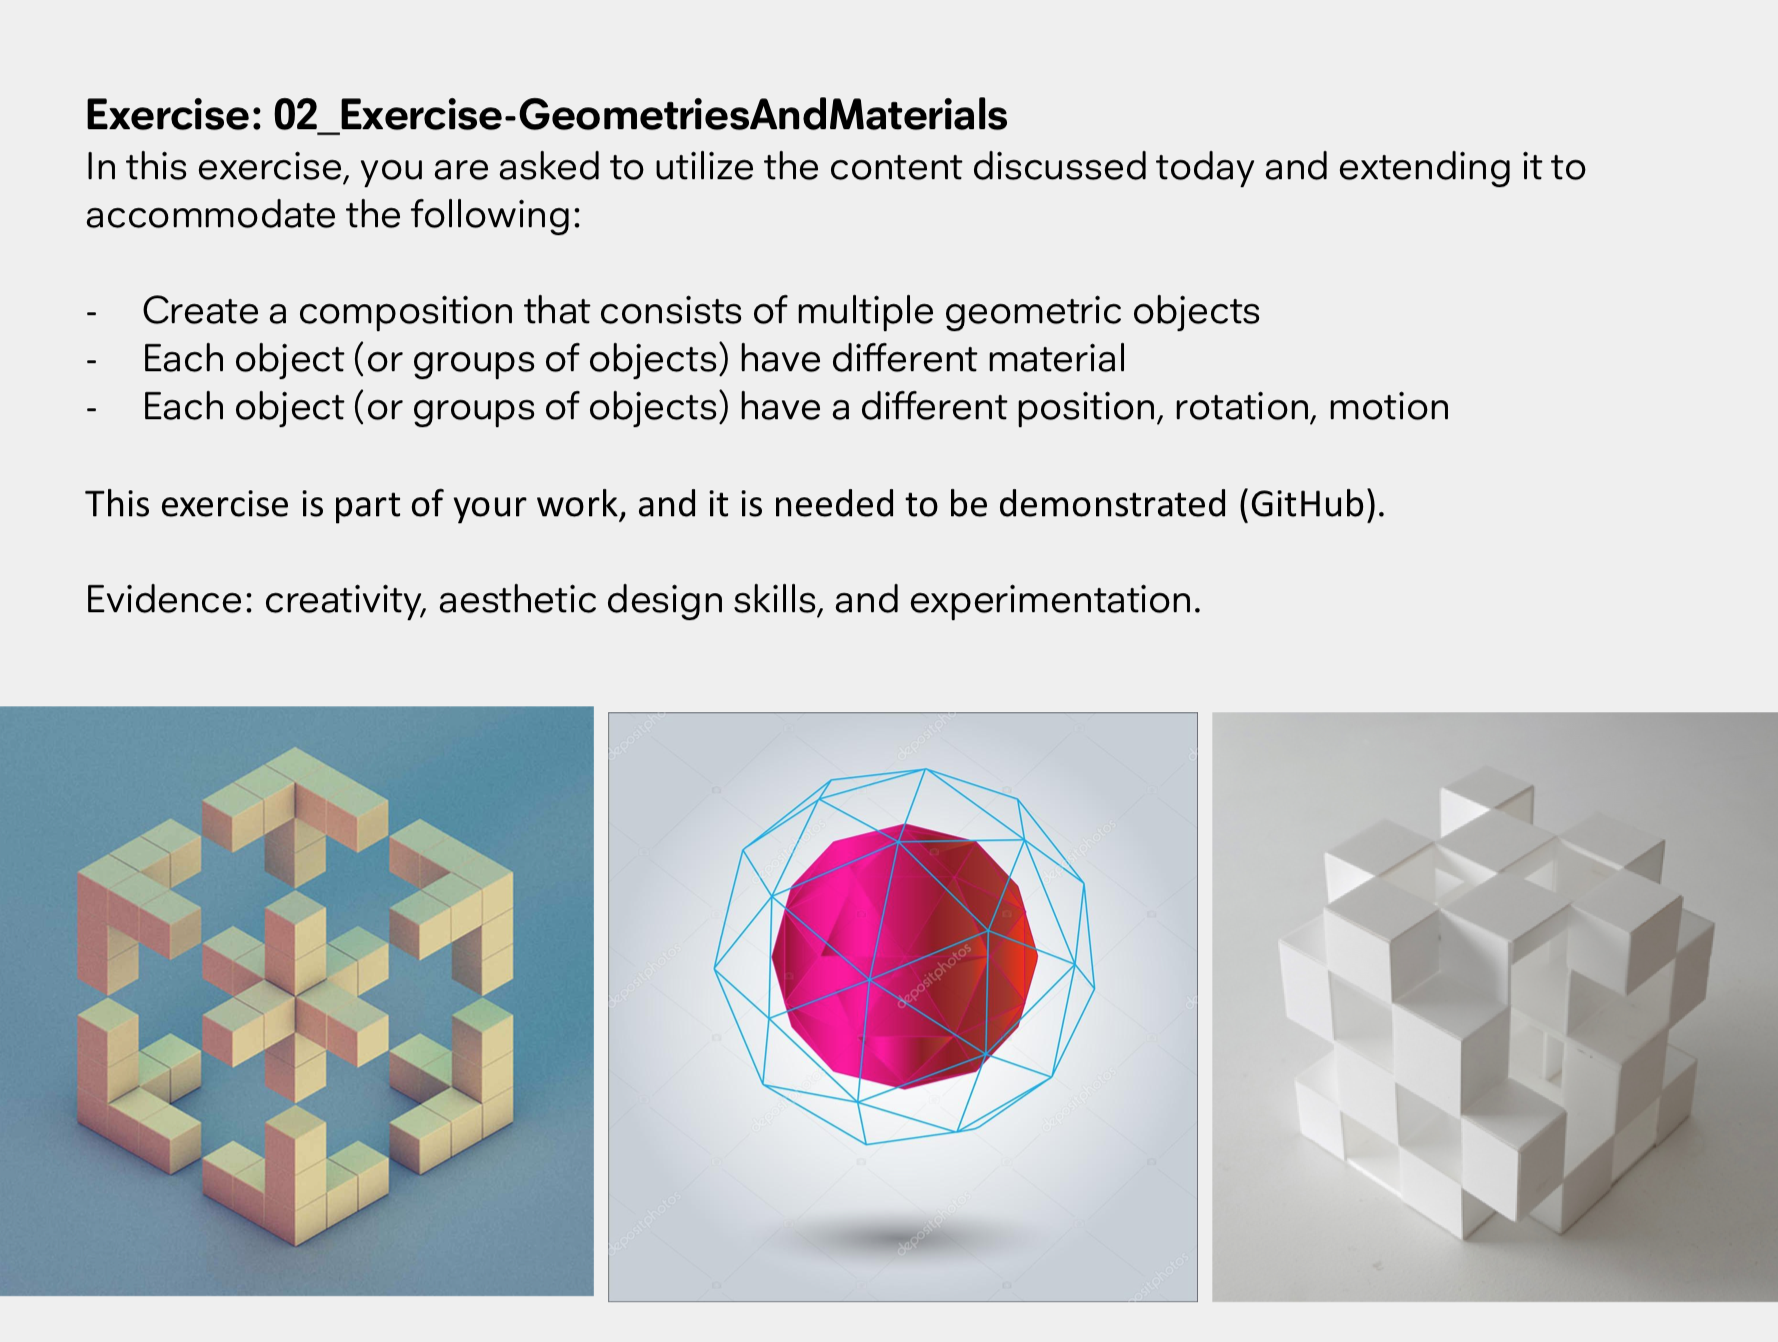 Exercise: 02_Exercise-GeometriesAndMaterials
In this exercise, you are asked to utilize the content discussed today and extending it to
accommodate the following:
- Create a composition that consists of multiple geometric objects
- Each object (or groups of objects) have different material
- Each object (or groups of objects) have a different position, rotation, motion
This exercise is part of your work, and it is needed to be demonstrated (GitHub).
Evidence: creativity, aesthetic design skills, and experimentation.
depositphotos
depositphotos
depositphotos